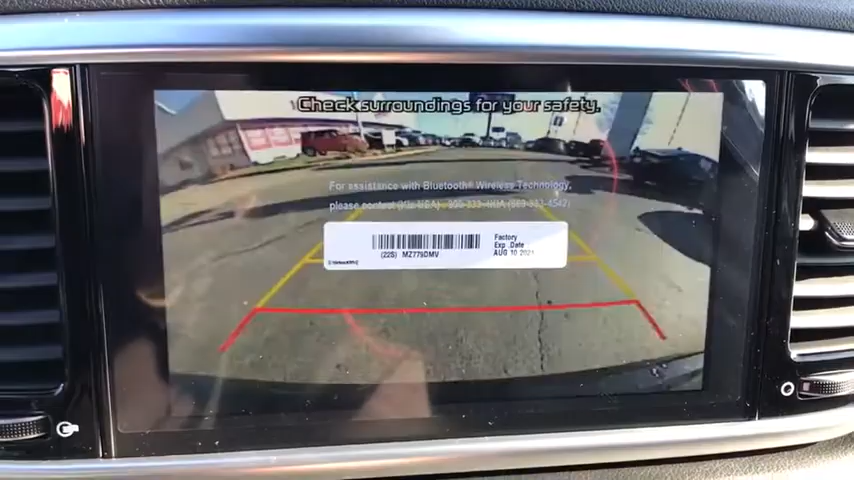 Check surroundings for your safety.
For assistance with Bluetooth® Wireless Technology,
please contact
Factory
Exp .Date
AUG 10 2021
(22S) MZ779DMV